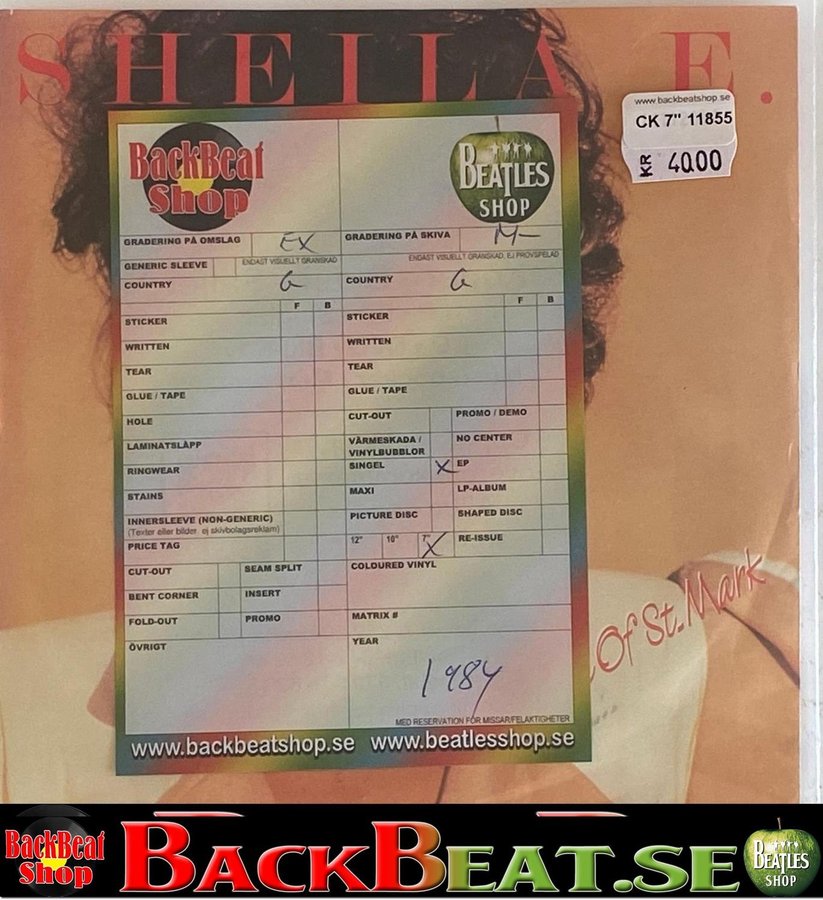 SHEILA E.
www.backbeatshop.se
CK 7" 11855
KR 40.00
BackBeat
Shop
BEATLES
SHOP
GRADERING PÅ OMSLAG EX
GENERIC SLEEVE
ENDAST VISUELLT GRANSKAD
COUNTRY G
F B
STICKER
WRITTEN
TEAR
GLUE / TAPE
HOLE
LAMINATSLÄPP
RINGWEAR
STAINS
INNERSLEEVE (NON-GENERIC)
(Texter eller bilder, ej skivbolagsreklam)
PRICE TAG
CUT-OUT SEAM SPLIT
BENT CORNER INSERT
FOLD-OUT PROMO
ÖVRIGT
GRADERING PÅ SKIVA M-
ENDAST VISUELLT GRANSKAD, EJ PROVSPELAD
COUNTRY G
F B
STICKER
WRITTEN
TEAR
GLUE / TAPE
CUT-OUT PROMO / DEMO
VÄRMESKADA / NO CENTER
VINYLBUBBLOR
SINGEL X EP
MAXI LP-ALBUM
PICTURE DISC SHAPED DISC
12" 10" 7" X RE-ISSUE
COLOURED VINYL
MATRIX #
YEAR
1984
MED RESERVATION FÖR MISSAR/FELAKTIGHETER
www.backbeatshop.se www.beatlesshop.se
Of St. Mark
BackBeat
Shop
BACKBEAT.SE
BEATLES
SHOP